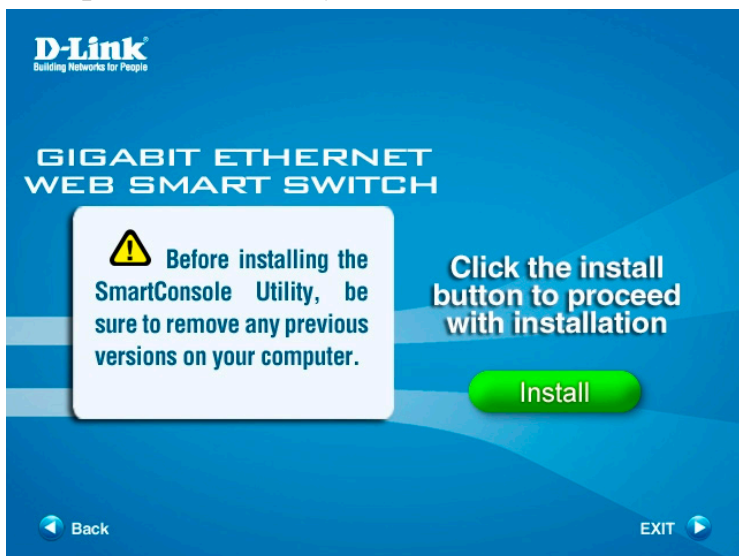 D-Link
Building Networks for People
GIGABIT ETHERNET
WEB SMART SWITCH
Before installing the
SmartConsole Utility, be
sure to remove any previous
versions on your computer.
Click the install
button to proceed
with installation
Install
Back
EXIT